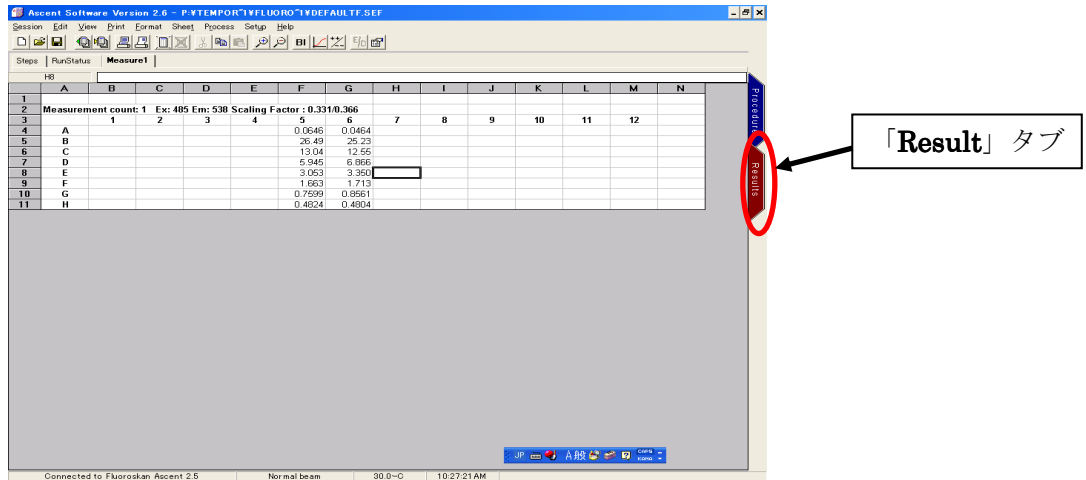 Ascent Software Version 2.6 - P:¥TEMPOR~1¥FLUORO~1¥DEFAULTF.SEF
Session Edit View Print Format Sheet Process Setup Help
BI
Steps RunStatus Measure1
H8
A B C D E F G H I J K L M N
1
2 Measurement count: 1 Ex: 485 Em: 538 Scaling Factor : 0.331/0.366
3 1 2 3 4 5 6 7 8 9 10 11 12
4 A 0.0646 0.0464
5 B 26.49 25.23
6 C 13.04 12.55
7 D 5.945 6.866
8 E 3.053 3.350
9 F 1.663 1.713
10 G 0.7599 0.8561
11 H 0.4824 0.4804
Procedure
Results
「Result」タブ
JP A 般 CAPS KANA
Connected to Fluoroskan Ascent 2.5 Normal beam 30.0~C 10:27:21 AM